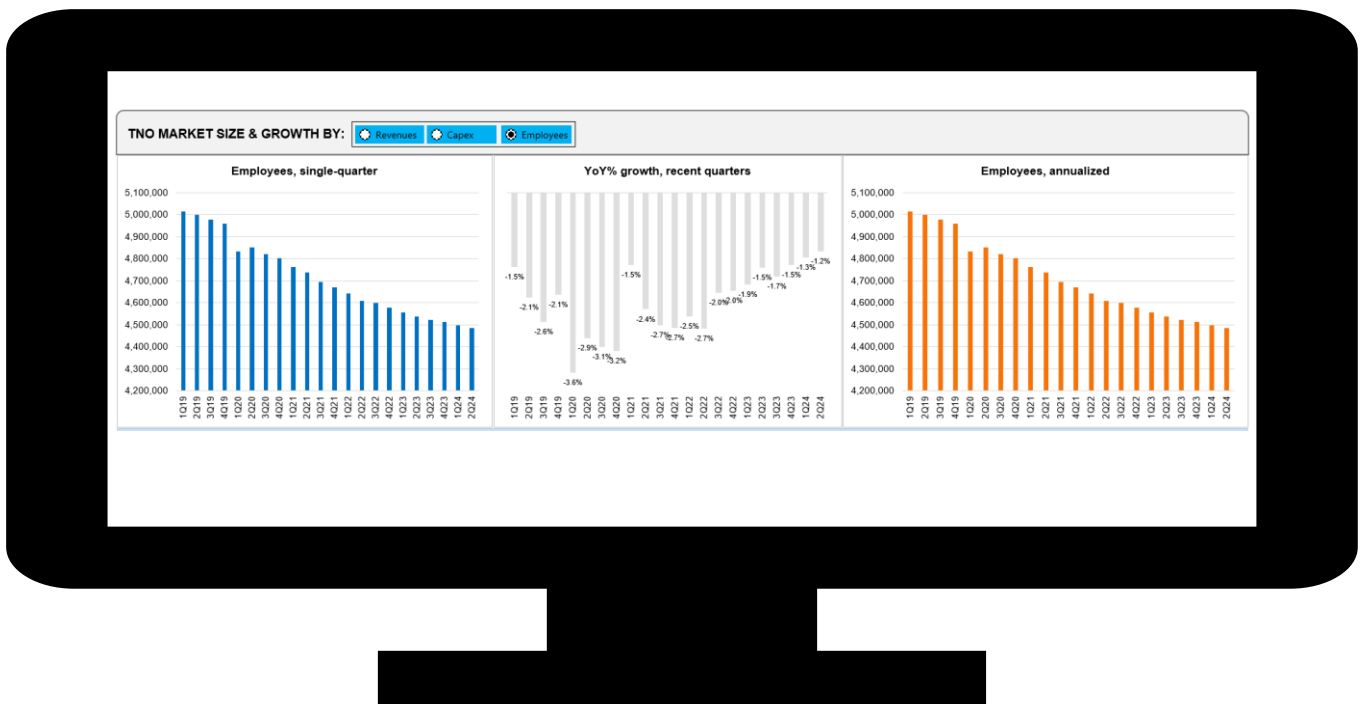 TNO MARKET SIZE & GROWTH BY: Revenues Capex Employees
Employees, single-quarter
5,100,000
5,000,000
4,900,000
4,800,000
4,700,000
4,600,000
4,500,000
4,400,000
4,300,000
4,200,000
1Q19 2Q19 3Q19 4Q19 1Q20 2Q20 3Q20 4Q20 1Q21 2Q21 3Q21 4Q21 1Q22 2Q22 3Q22 4Q22 1Q23 2Q23 3Q23 4Q23 1Q24 2Q24
YoY% growth, recent quarters
-1.5% -2.1% -2.6% -2.1% -3.6% -2.9% -3.1% -3.2% -1.5% -2.4% -2.7% -2.7% -2.5% -2.7% -2.0% -2.0% -1.9% -1.5% -1.7% -1.5% -1.3% -1.2%
1Q19 2Q19 3Q19 4Q19 1Q20 2Q20 3Q20 4Q20 1Q21 2Q21 3Q21 4Q21 1Q22 2Q22 3Q22 4Q22 1Q23 2Q23 3Q23 4Q23 1Q24 2Q24
Employees, annualized
5,100,000
5,000,000
4,900,000
4,800,000
4,700,000
4,600,000
4,500,000
4,400,000
4,300,000
4,200,000
1Q19 2Q19 3Q19 4Q19 1Q20 2Q20 3Q20 4Q20 1Q21 2Q21 3Q21 4Q21 1Q22 2Q22 3Q22 4Q22 1Q23 2Q23 3Q23 4Q23 1Q24 2Q24